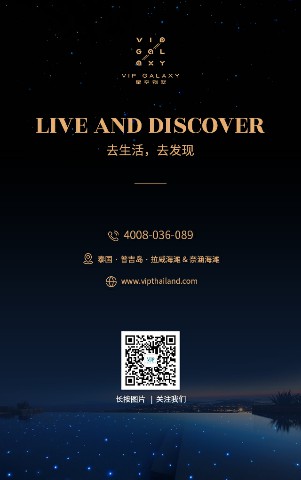 VIP
GAL
AXY
VIP GALAXY
LIVE AND DISCOVER
去生活，去发现
4008-036-089
泰国 · 普吉岛 · 拉威海滩 & 奈涵海滩
www.vipthailand.com
VIP
长按图片 | 关注我们